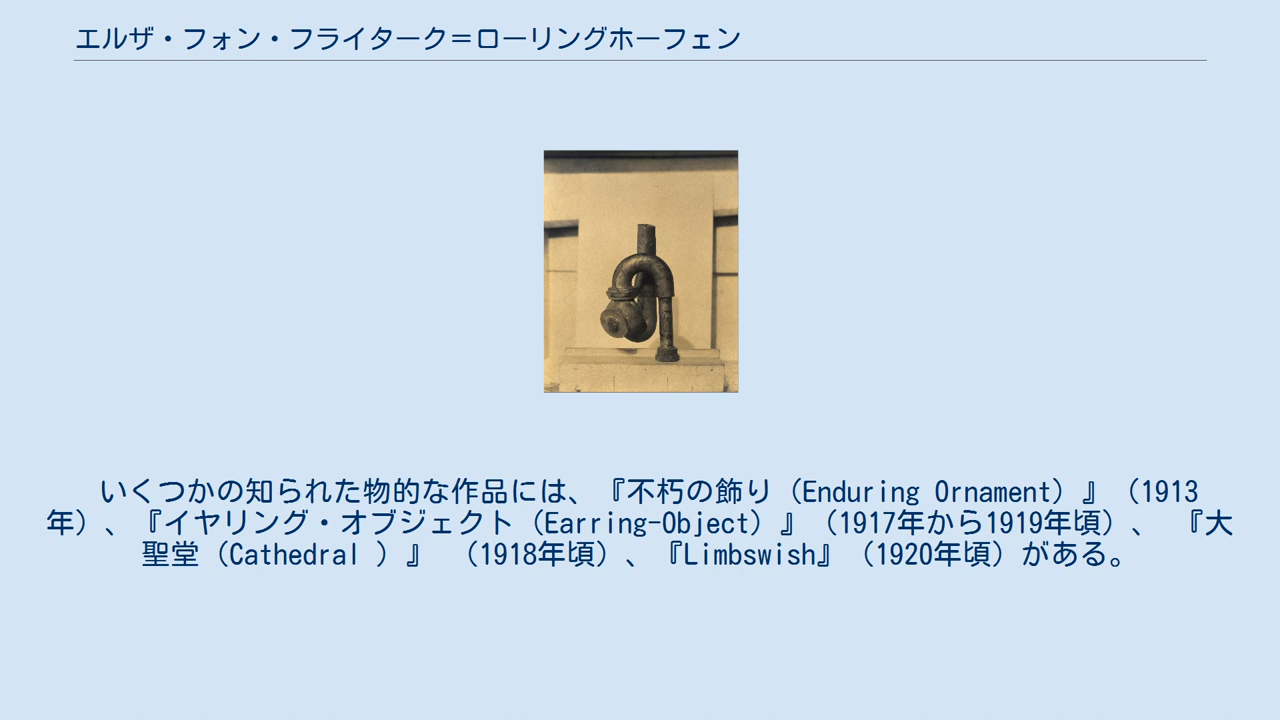 エルザ・フォン・フライターク＝ローリングホーフェン
いくつかの知られた物的な作品には、『不朽の飾り（Enduring Ornament）』（1913
年）、『イヤリング・オブジェクト（Earring-Object）』（1917年から1919年頃）、 『大
聖堂（Cathedral ）』 （1918年頃）、『Limbswish』（1920年頃）がある。